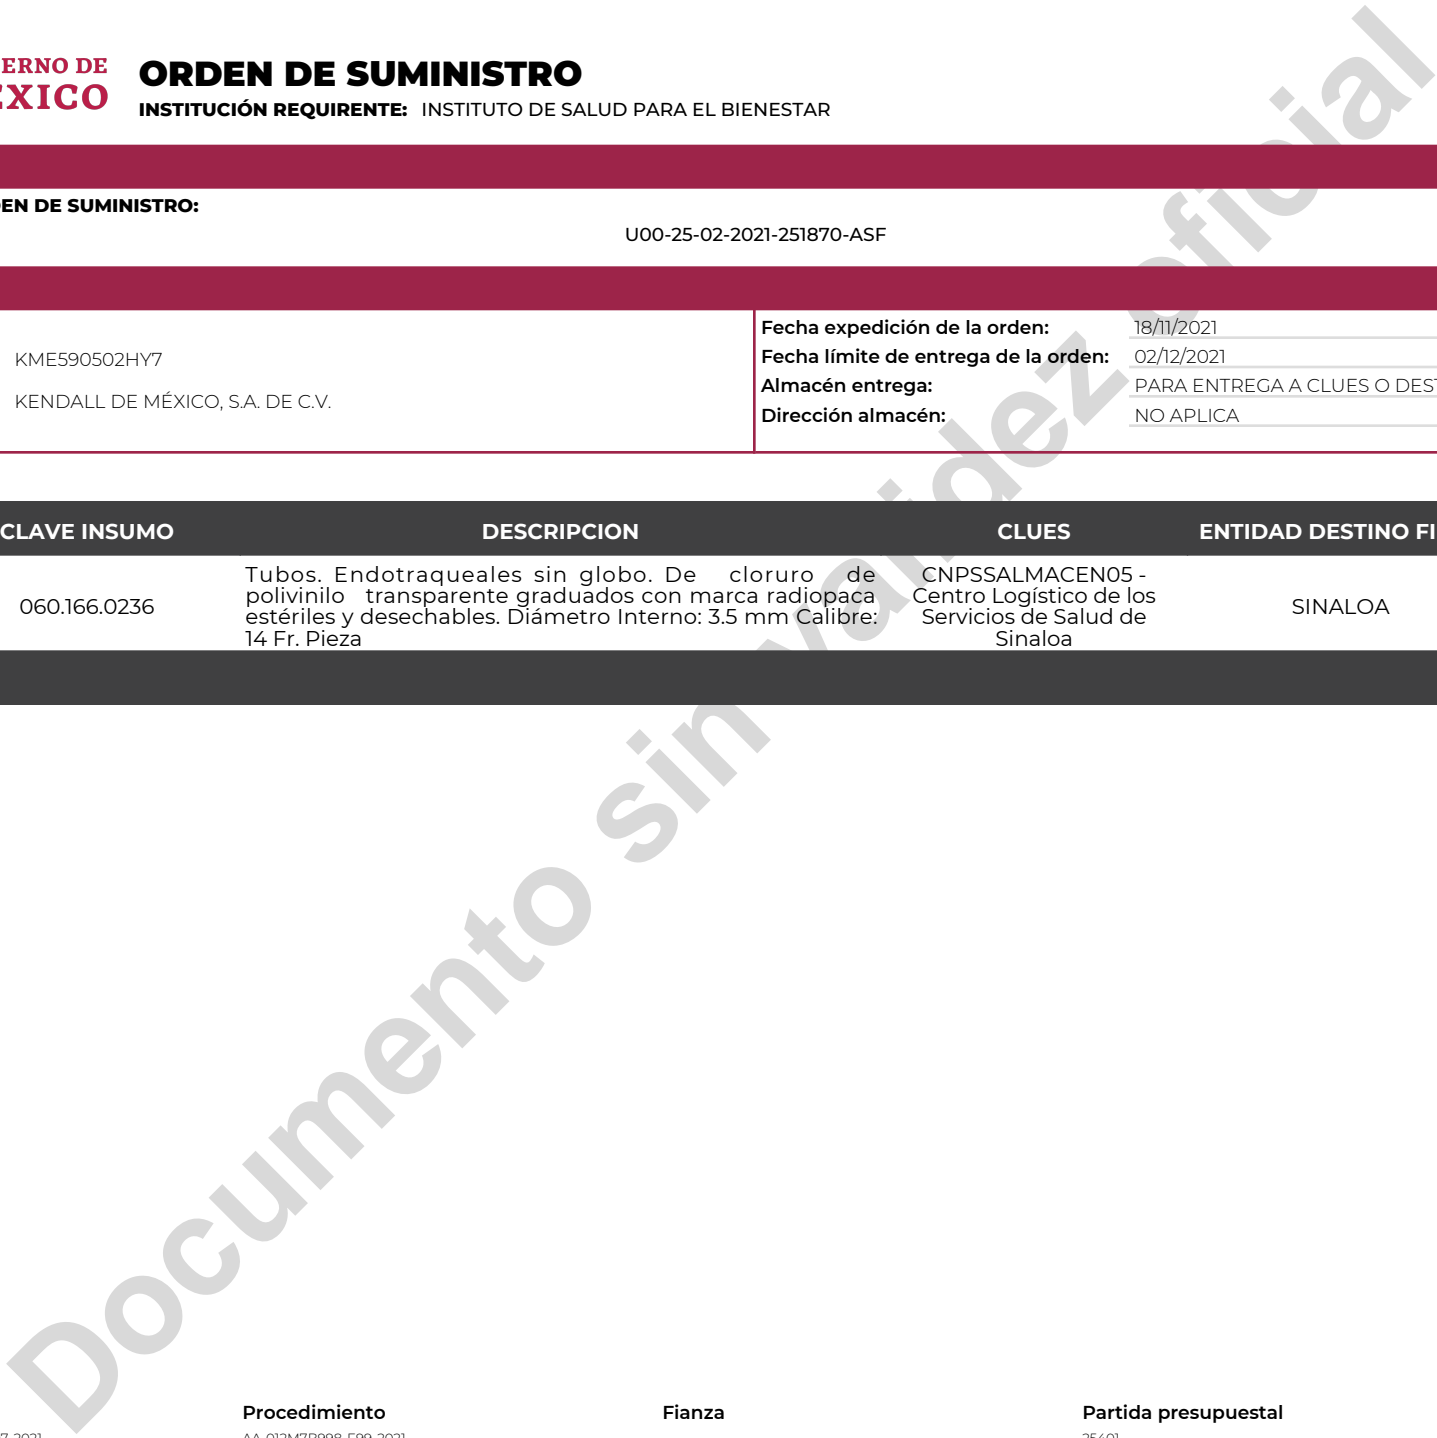 ORDEN DE SUMINISTRO
INSTITUCIÓN REQUIRENTE: INSTITUTO DE SALUD PARA EL BIENESTAR
EN DE SUMINISTRO:
U00-25-02-2021-251870-ASF
KME590502HY7
KENDALL DE MÉXICO, S.A. DE C.V.
Fecha expedición de la orden: 18/11/2021
Fecha límite de entrega de la orden: 02/12/2021
Almacén entrega: PARA ENTREGA A CLUES O DES
Dirección almacén: NO APLICA
CLAVE INSUMO DESCRIPCION CLUES ENTIDAD DESTINO FI
060.166.0236
Tubos. Endotraqueales sin globo. De cloruro de
polivinilo transparente graduados con marca radiopaca
estériles y desechables. Diámetro Interno: 3.5 mm Calibre:
14 Fr. Pieza
CNPSSALMACEN05 -
Centro Logístico de los
Servicios de Salud de
Sinaloa
SINALOA
Documento sin validez oficial
Procedimiento Fianza Partida presupuestal